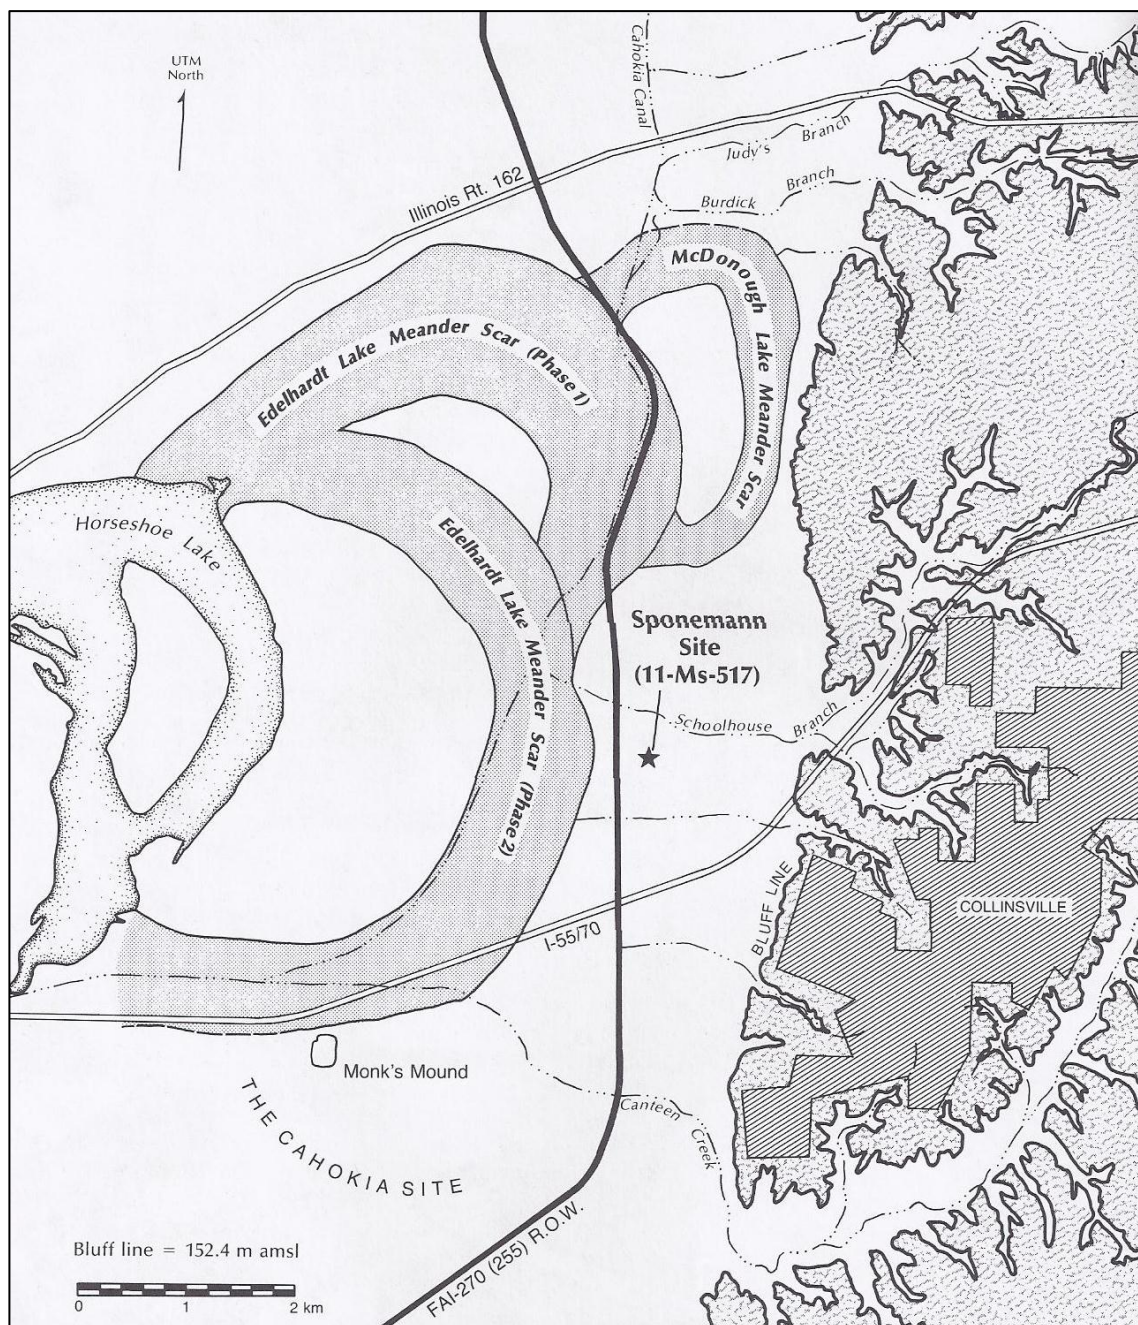 UTM
North
Cahokia Canal
Judy's Branch
Illinois Rt. 162
Burdick Branch
McDonough Lake Meander Scar
Edelhardt Lake Meander Scar (Phase 1)
Horseshoe Lake
Edelhardt Lake Meander Scar (Phase 2)
Sponemann
Site
(11-Ms-517)
Schoolhouse Branch
BLUFF LINE
COLLINSVILLE
I-55/70
Monk's Mound
Canteen Creek
THE CAHOKIA SITE
FAI-270 (255) R.O.W.
Bluff line = 152.4 m amsl
0 1 2 km